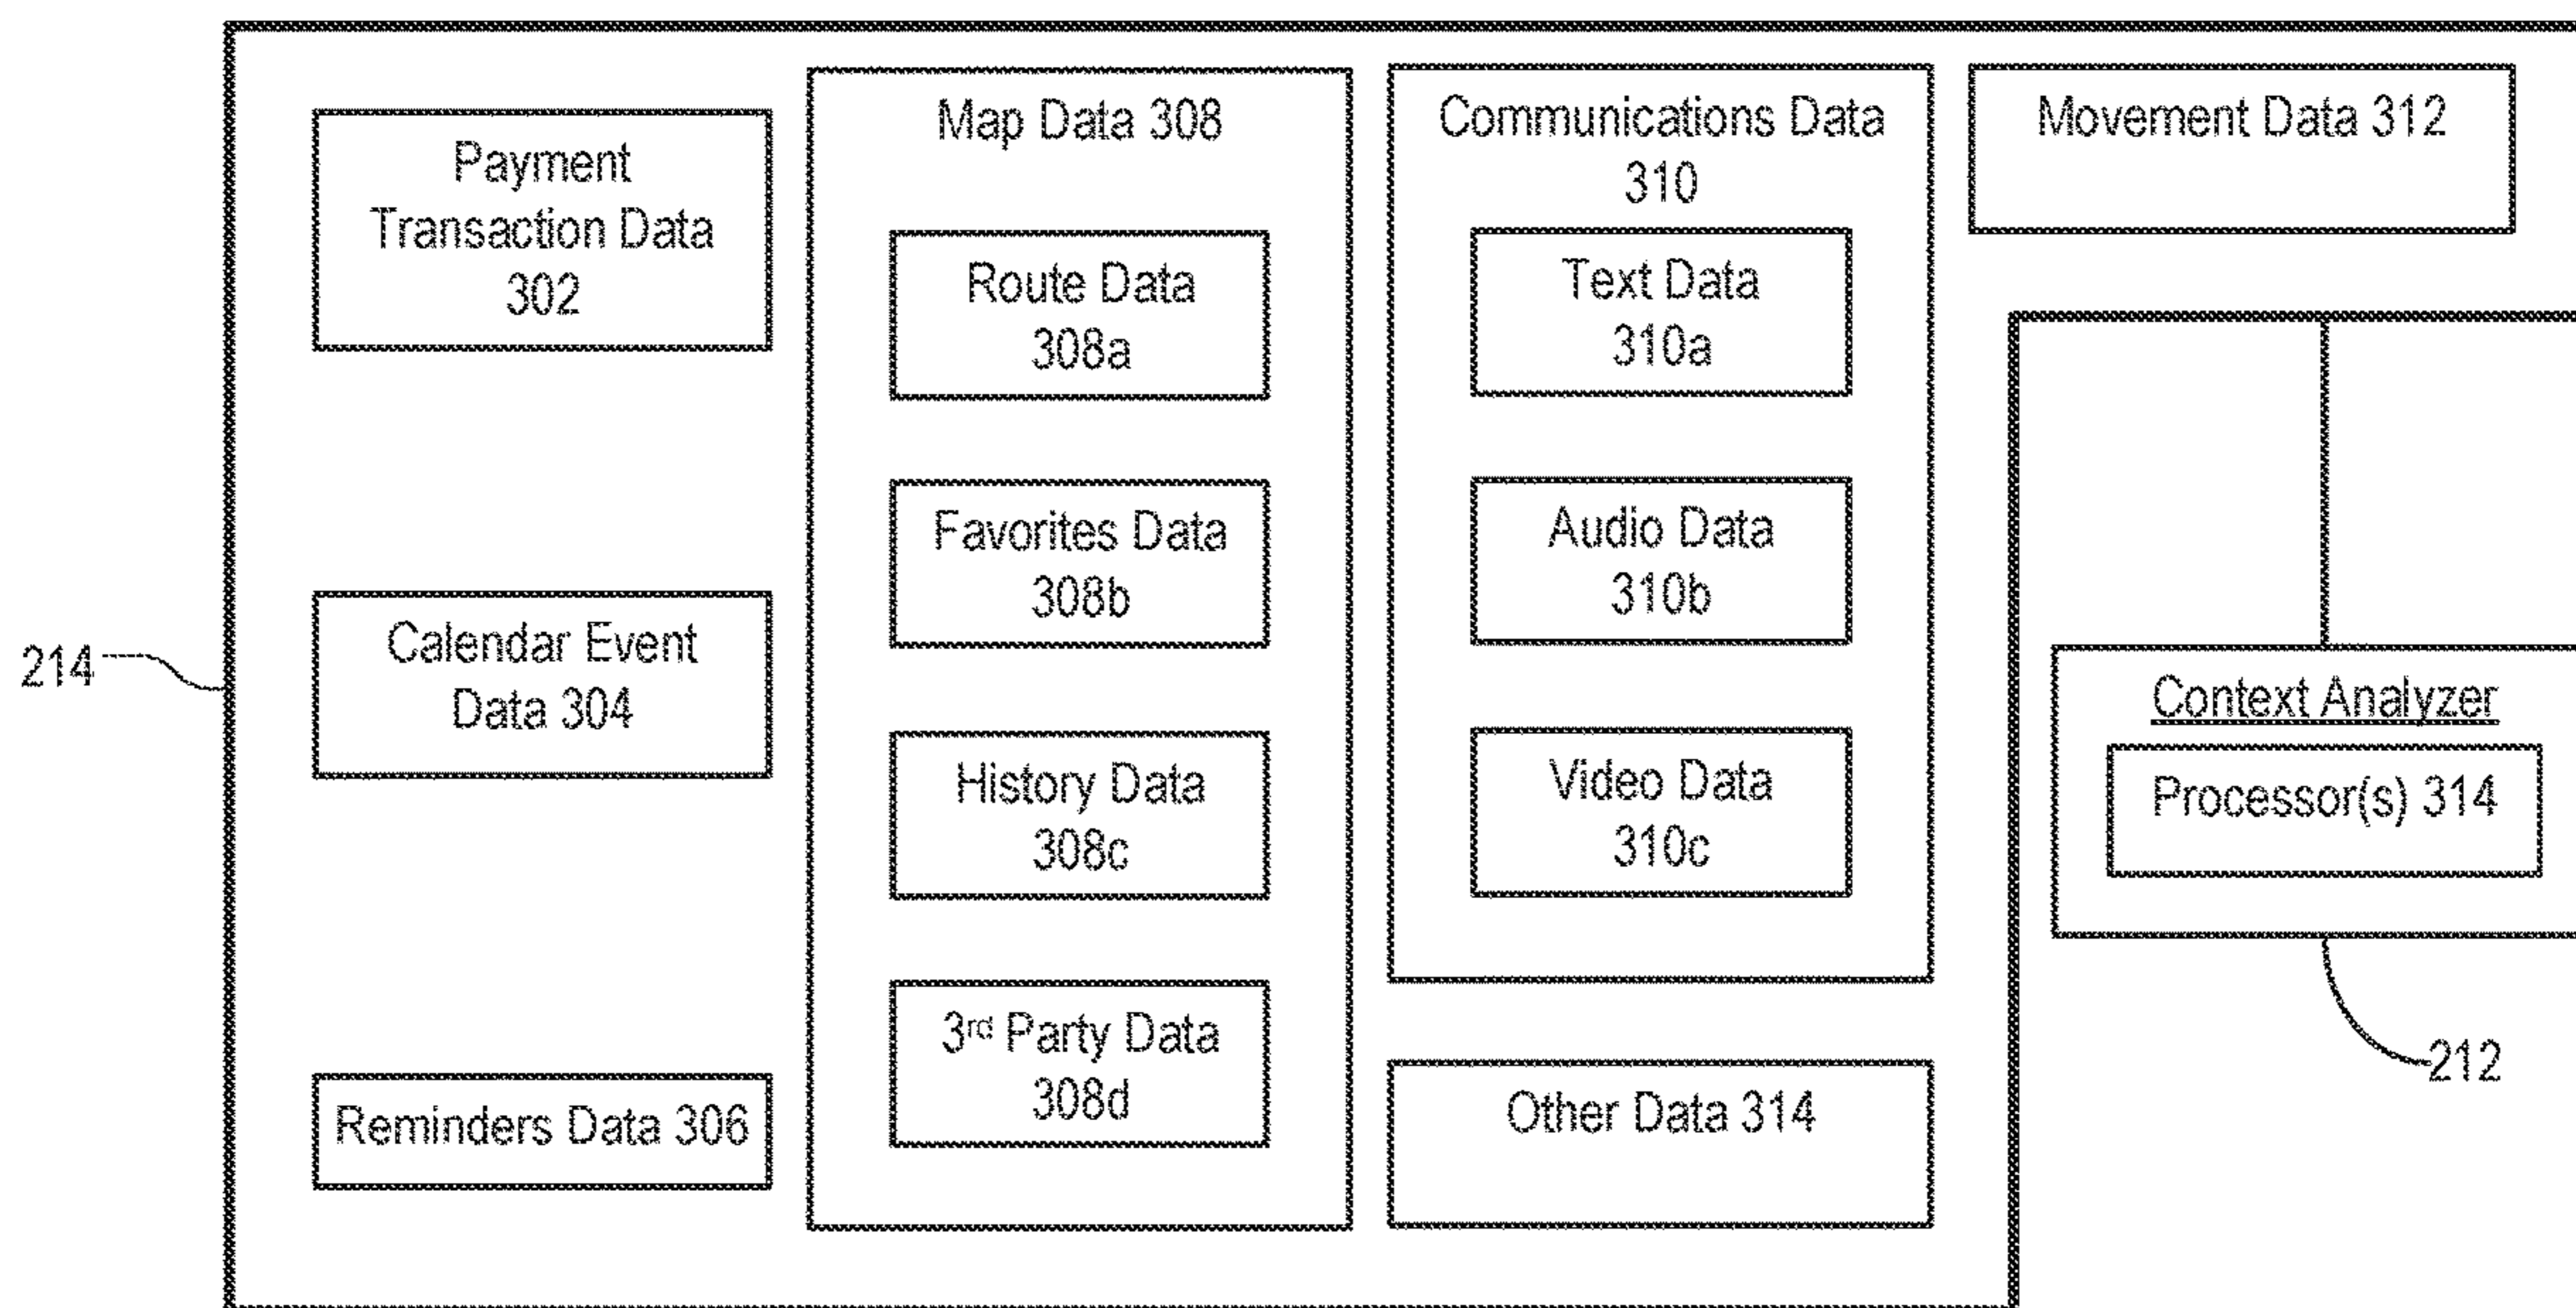 Payment
Transaction Data
302
Calendar Event
Data 304
Reminders Data 306
Map Data 308
Route Data
308a
Favorites Data
308b
History Data
308c
3rd Party Data
308d
Communications Data
310
Text Data
310a
Audio Data
310b
Video Data
310c
Other Data 314
Movement Data 312
Context Analyzer
Processor(s) 314
212
214